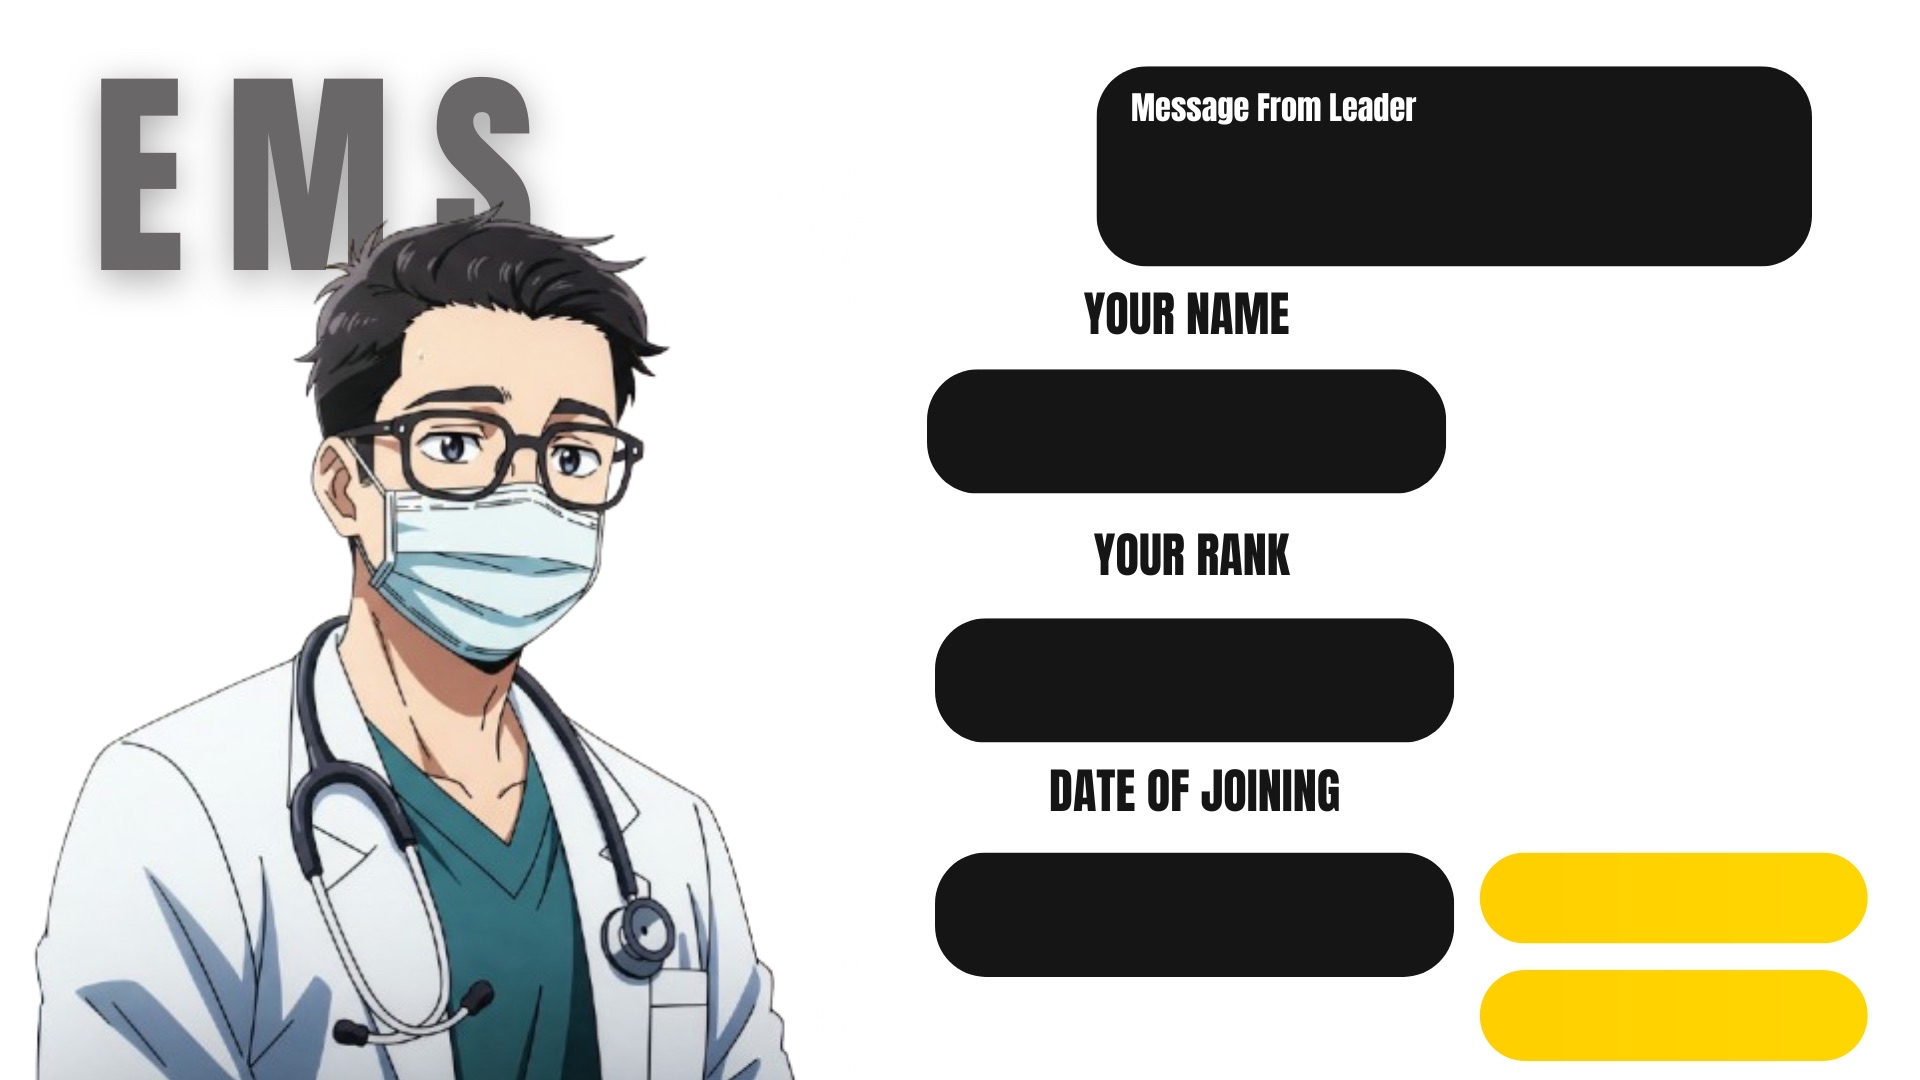 EMS
Message From Leader
YOUR NAME
YOUR RANK
DATE OF JOINING